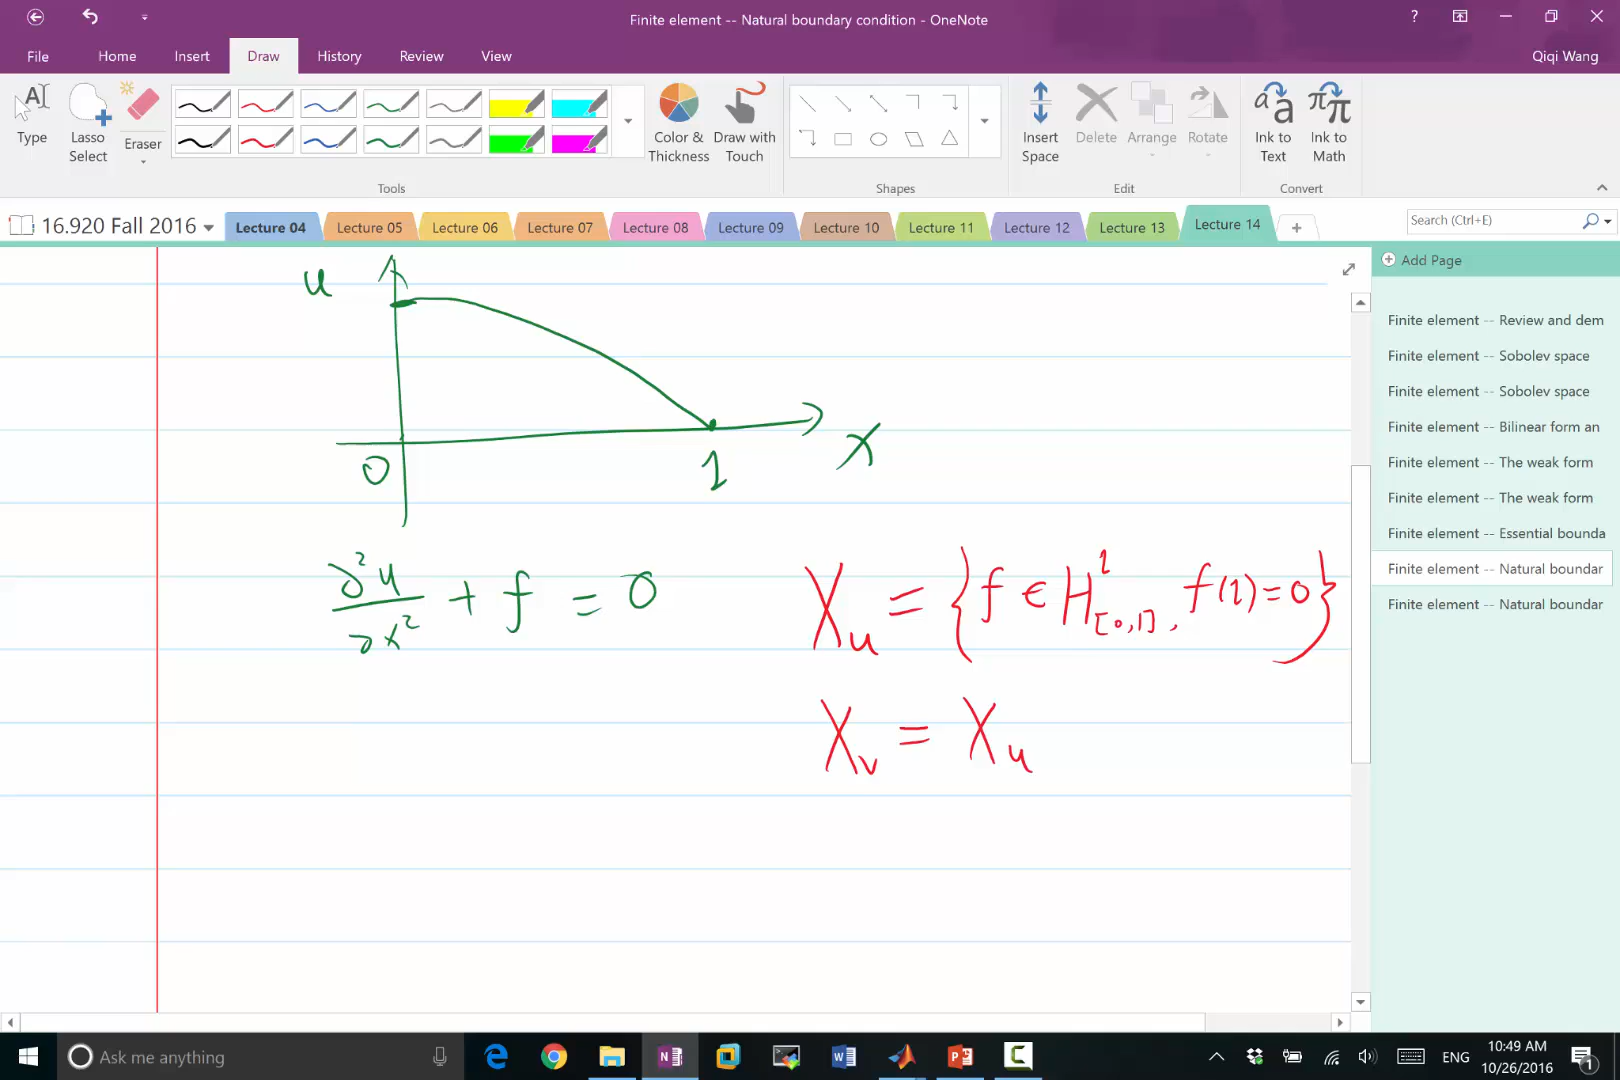 Finite element -- Natural boundary condition - OneNote
?
File Home Insert Draw History Review View
Qiqi Wang
Type
Lasso Select
Eraser
Color & Thickness
Draw with Touch
Insert Space
Delete
Arrange
Rotate
Ink to Text
Ink to Math
Tools Shapes Edit Convert
16.920 Fall 2016
Lecture 04 Lecture 05 Lecture 06 Lecture 07 Lecture 08 Lecture 09 Lecture 10 Lecture 11 Lecture 12 Lecture 13 Lecture 14
Search (Ctrl+E)
Add Page
Finite element -- Review and dem
Finite element -- Sobolev space
Finite element -- Sobolev space
Finite element -- Bilinear form an
Finite element -- The weak form
Finite element -- The weak form
Finite element -- Essential bounda
Finite element -- Natural boundar
Finite element -- Natural boundar
u
0 1 x
∂²u/∂x² + f = 0
X_u = {f ∈ H¹_[0,1], f(1)=0}
X_v = X_u
Ask me anything
ENG
10:49 AM
10/26/2016
1